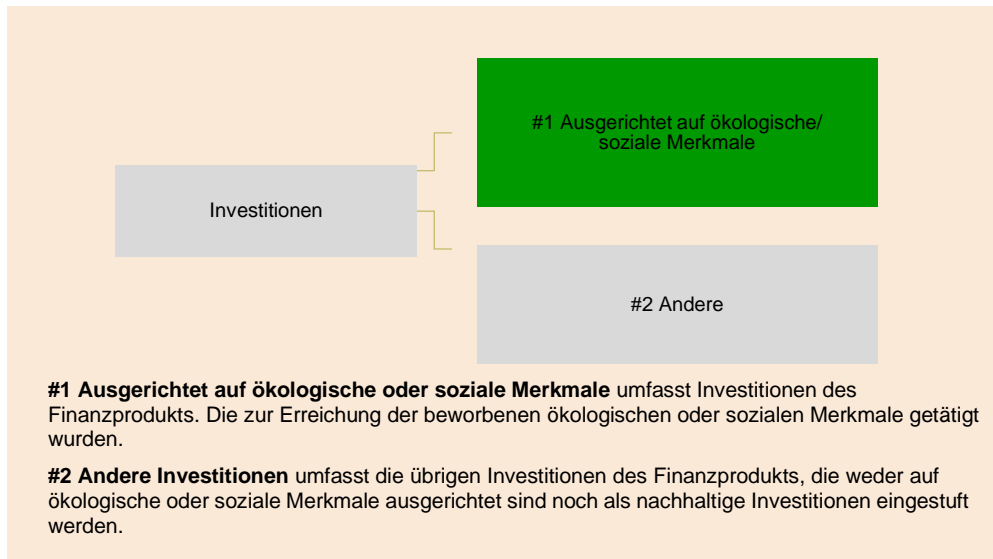 #1 Ausgerichtet auf ökologische/
soziale Merkmale
Investitionen
#2 Andere
#1 Ausgerichtet auf ökologische oder soziale Merkmale umfasst Investitionen des
Finanzprodukts. Die zur Erreichung der beworbenen ökologischen oder sozialen Merkmale getätigt
wurden.
#2 Andere Investitionen umfasst die übrigen Investitionen des Finanzprodukts, die weder auf
ökologische oder soziale Merkmale ausgerichtet sind noch als nachhaltige Investitionen eingestuft
werden.